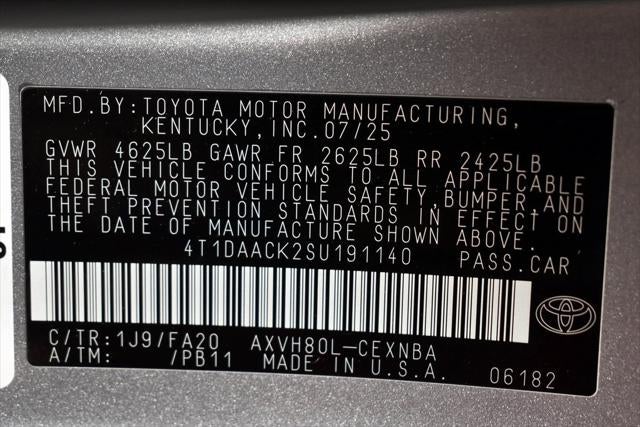 MFD.BY:TOYOTA MOTOR MANUFACTURING,
KENTUCKY,INC.07/25
GVWR 4625LB GAWR FR 2625LB RR 2425LB
THIS VEHICLE CONFORMS TO ALL APPLICABLE
FEDERAL MOTOR VEHICLE SAFETY,BUMPER,AND
THEFT PREVENTION STANDARDS IN EFFECT ON
THE DATE OF MANUFACTURE SHOWN ABOVE.
4T1DAACK2SU191140 PASS.CAR
C/TR:1J9/FA20 AXVH80L-CEXNBA
A/TM: /PB11 MADE IN U.S.A. 06182